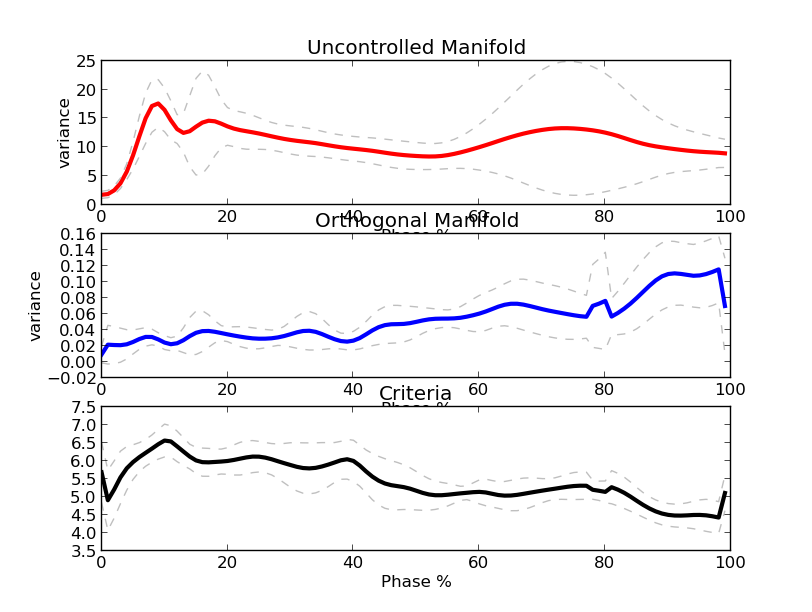 Uncontrolled Manifold
25
20
15
10
5
0
variance
0 20 40 60 80 100
Phase %
Orthogonal Manifold
0.16
0.14
0.12
0.10
0.08
0.06
0.04
0.02
0.00
−0.02
variance
0 20 40 60 80 100
Phase %
Criteria
7.5
7.0
6.5
6.0
5.5
5.0
4.5
4.0
3.5
0 20 40 60 80 100
Phase %